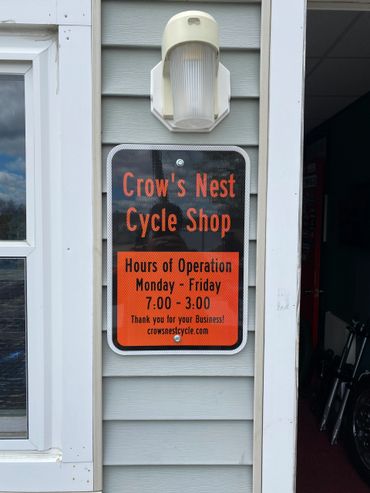 Crow's Nest
Cycle Shop
Hours of Operation
Monday - Friday
7:00 - 3:00
Thank you for your Business!
crowsnestcycle.com